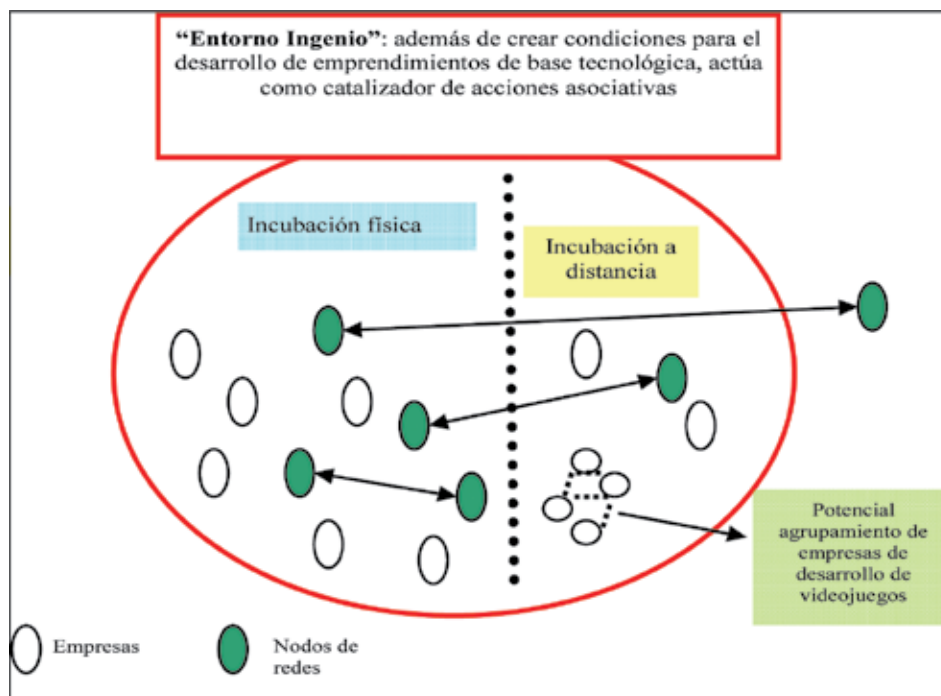 “Entorno Ingenio”: además de crear condiciones para el
desarrollo de emprendimientos de base tecnológica, actúa
como catalizador de acciones asociativas
Incubación física
Incubación a
distancia
Potencial
agrupamiento de
empresas de
desarrollo de
videojuegos
Empresas
Nodos de
redes